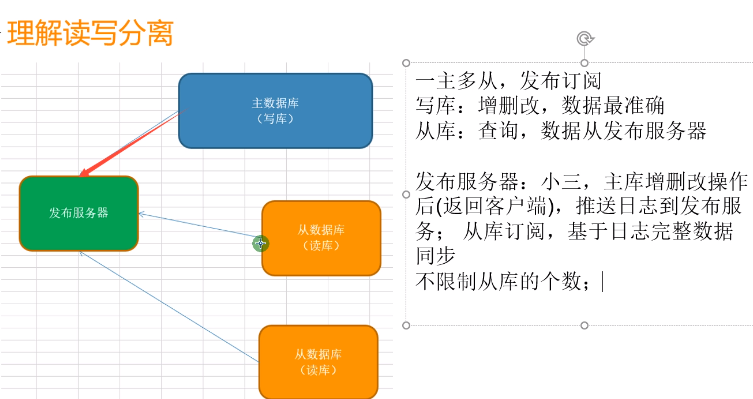 理解读写分离
主数据库
（写库）
发布服务器
从数据库
（读库）
从数据库
（读库）
一主多从，发布订阅
写库：增删改，数据最准确
从库：查询，数据从发布服务器
发布服务器：小三，主库增删改操作
后(返回客户端)，推送日志到发布服
务； 从库订阅，基于日志完整数据
同步
不限制从库的个数；